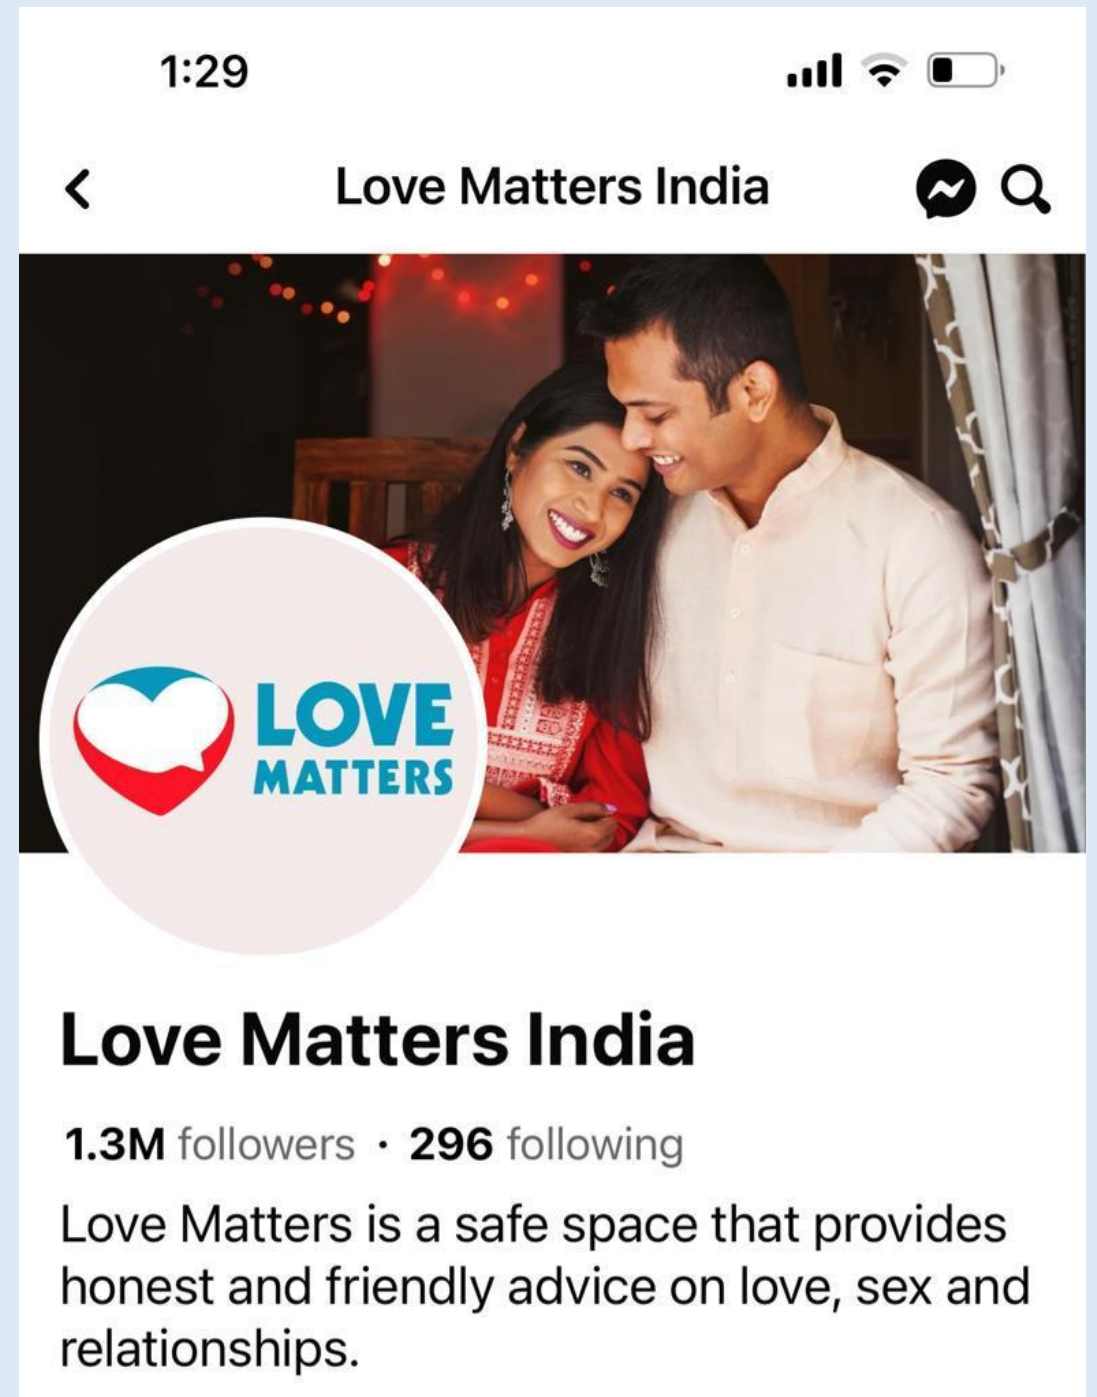 1:29
Love Matters India
LOVE
MATTERS
Love Matters India
1.3M followers · 296 following
Love Matters is a safe space that provides
honest and friendly advice on love, sex and
relationships.